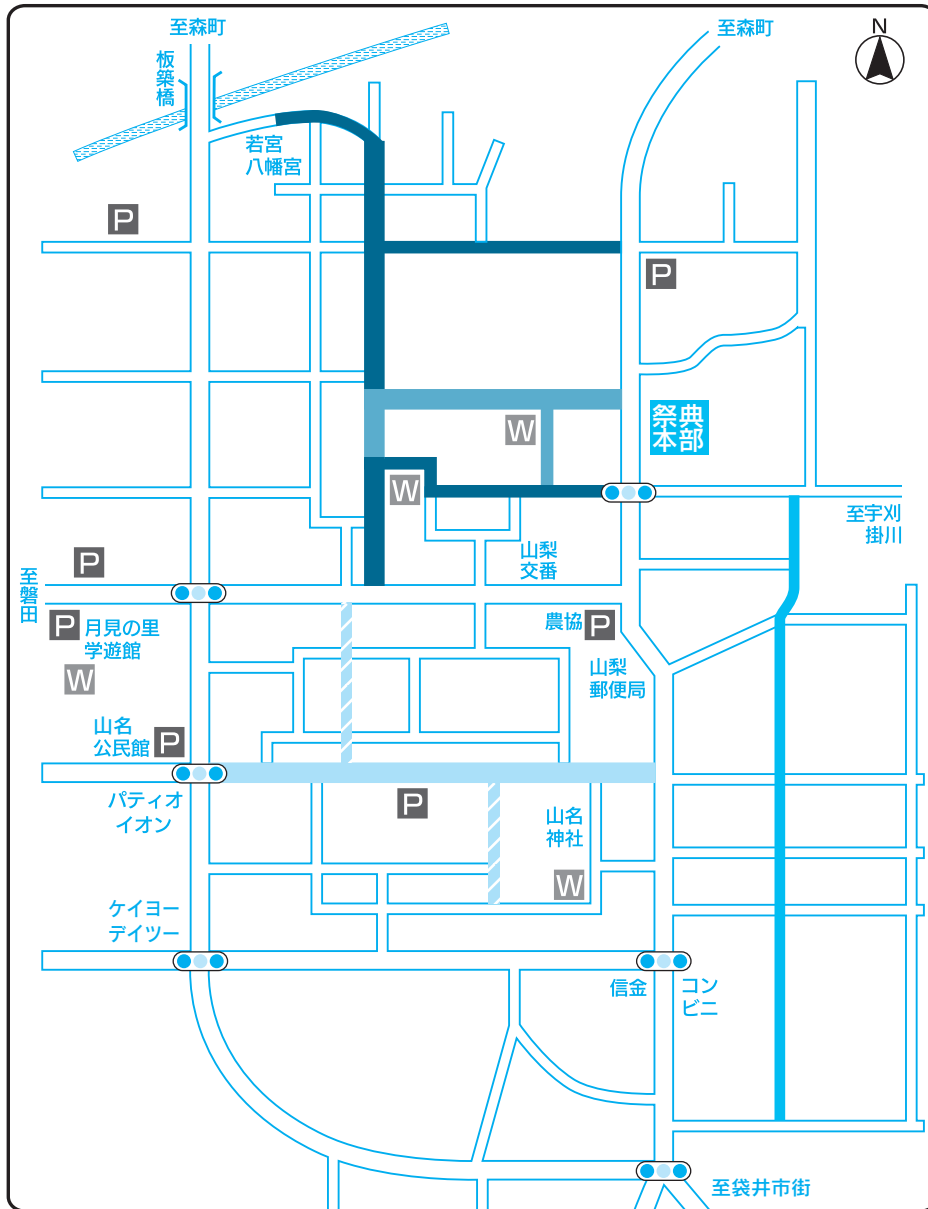 至森町
至森町
N
板築橋
若宮
八幡宮
P
P
祭典
本部
W
W
至宇刈
掛川
山梨
交番
P
至磐田
P
月見の里
学遊館
農協
P
W
山梨
郵便局
山名
公民館
P
パティオ
イオン
P
山名
神社
W
ケイヨー
デイツー
信金
コン
ビニ
至袋井市街